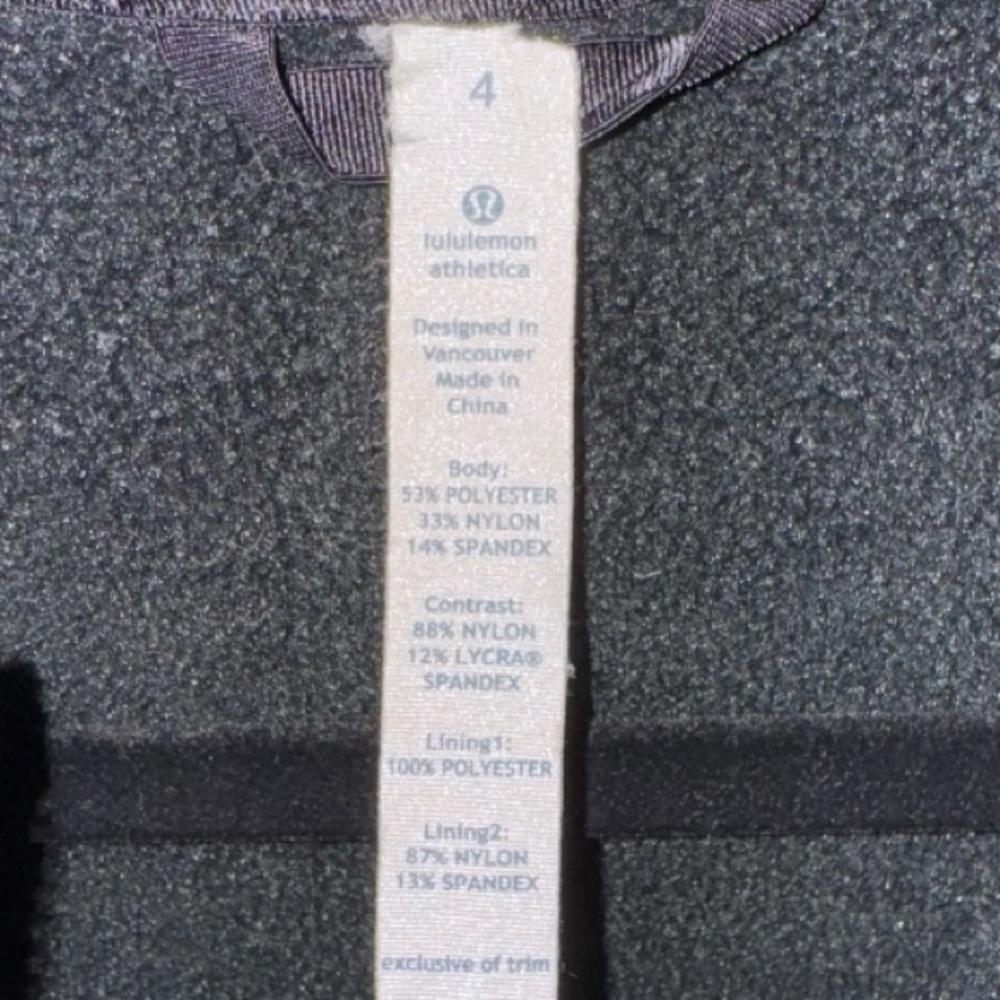 4
lululemon
athletica
Designed in
Vancouver
Made in
China
Body:
53% POLYESTER
33% NYLON
14% SPANDEX
Contrast:
88% NYLON
12% LYCRA®
SPANDEX
Lining1:
100% POLYESTER
Lining2:
87% NYLON
13% SPANDEX
exclusive of trim